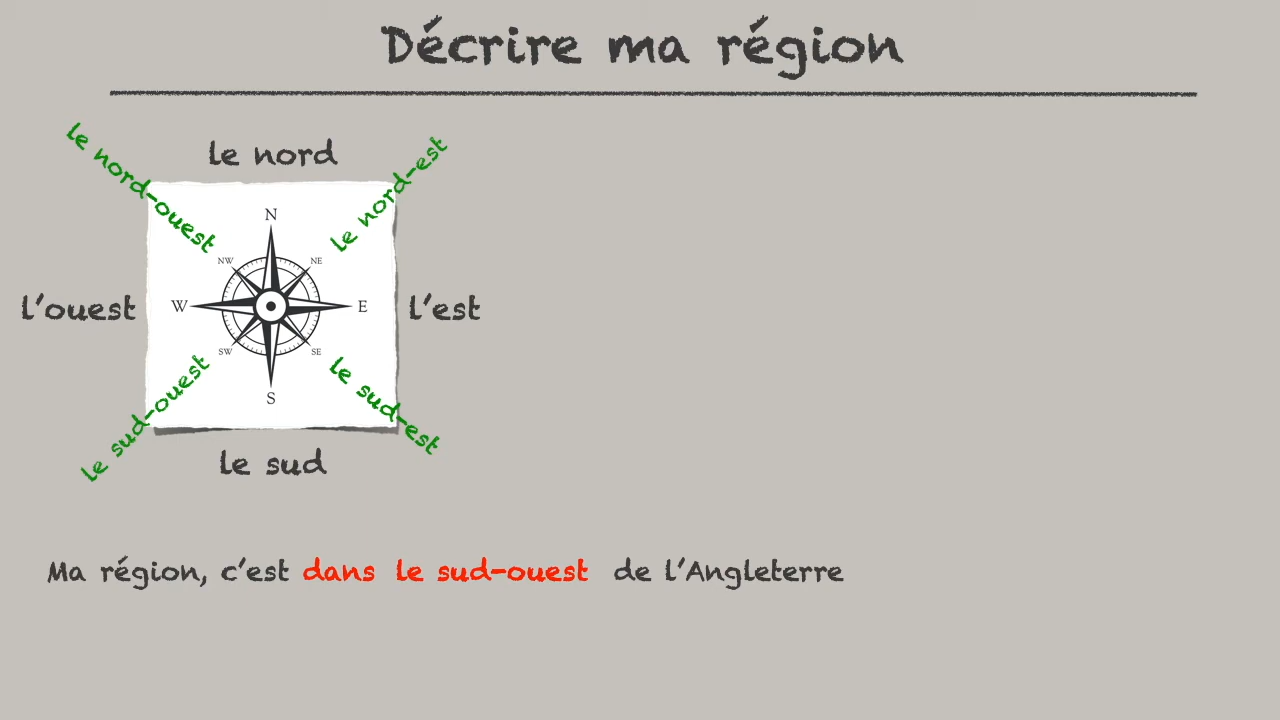 Décrire ma région
le nord-ouest
le nord
le nord-est
N
NW
NE
l'ouest
W
E
l'est
SW
SE
S
le sud-ouest
le sud-est
le sud
Ma région, c'est dans le sud-ouest de l'Angleterre